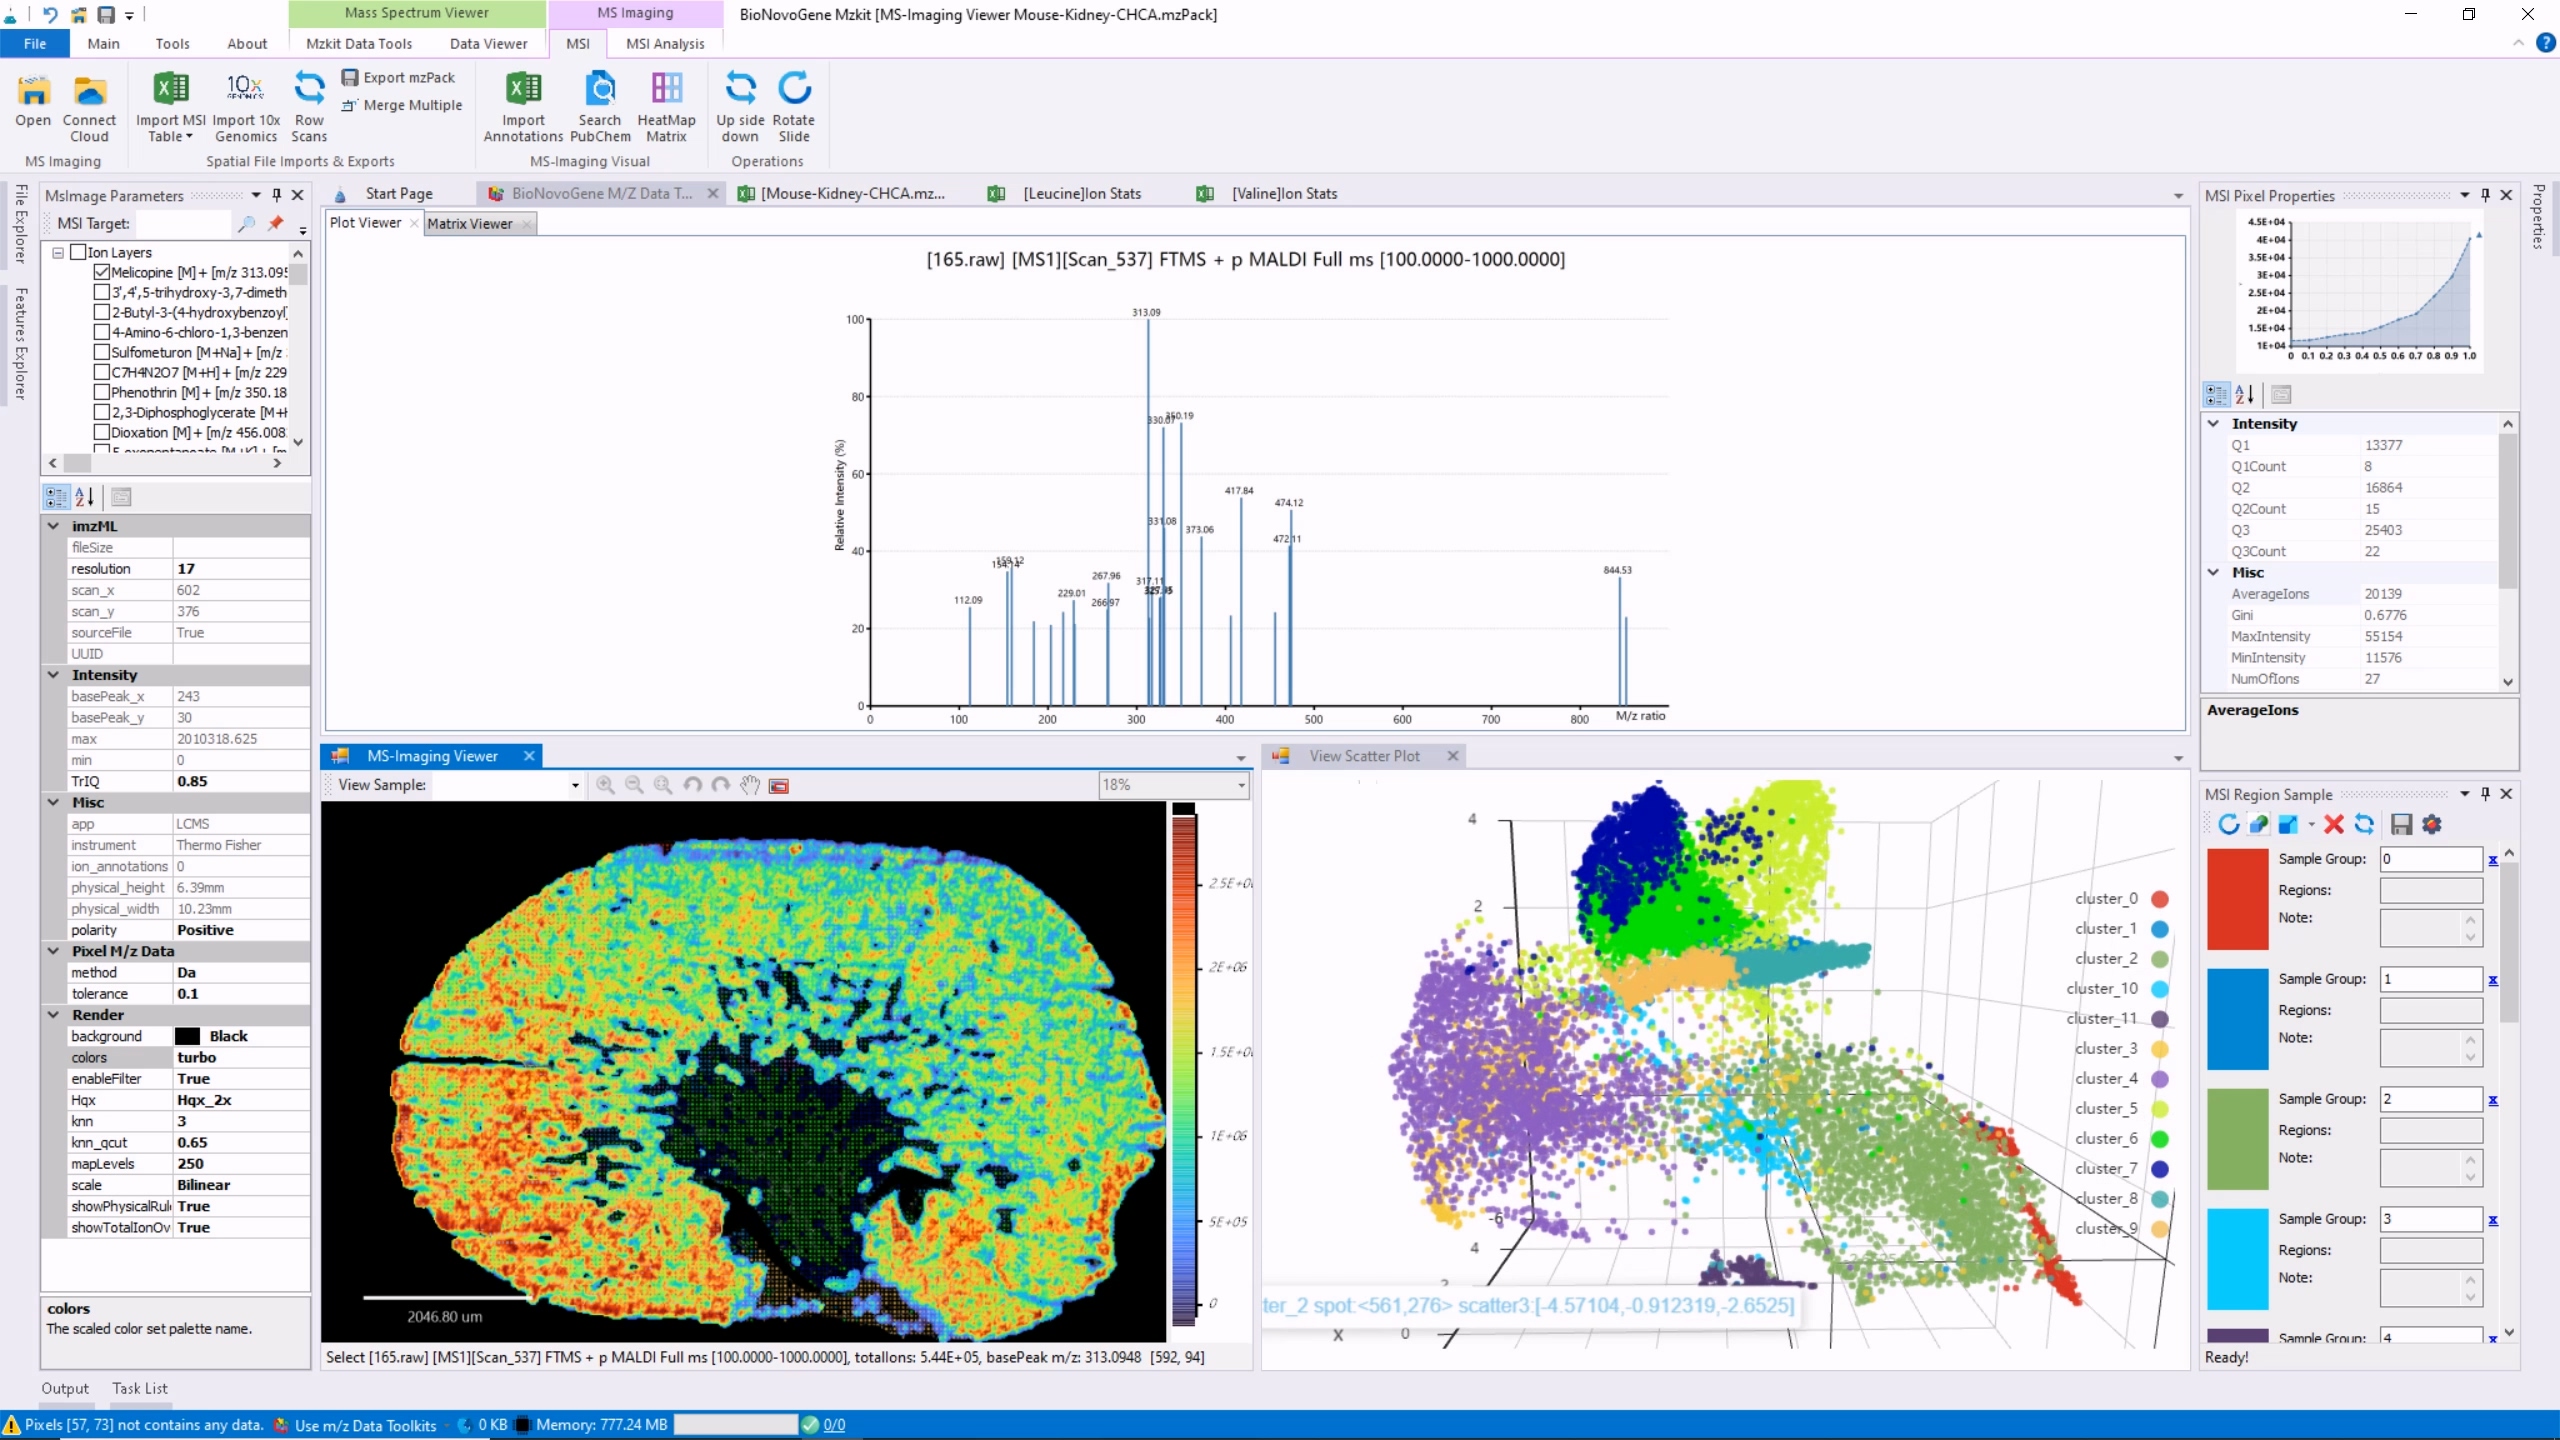 Mass Spectrum Viewer
MS Imaging
BioNovoGene Mzkit [MS-Imaging Viewer Mouse-Kidney-CHCA.mzPack]
File Main Tools About Mzkit Data Tools Data Viewer MSI MSI Analysis
Open
Connect Cloud
Import MSI Table
10x GENOMICS
Import 10x Genomics
Row Scans
Export mzPack
Merge Multiple
Import Annotations
Search PubChem
HeatMap Matrix
Up side down
Rotate Slide
MS Imaging
Spatial File Imports & Exports
MS-Imaging Visual
Operations
File Explorer
Features Explorer
MsImage Parameters
MSI Target:
Ion Layers
Melicopine [M]+ [m/z 313.095
3',4',5-trihydroxy-3,7-dimeth
2-Butyl-3-(4-hydroxybenzoyl
4-Amino-6-chloro-1,3-benzen
Sulfometuron [M+Na]+ [m/z
C7H4N2O7 [M+H]+ [m/z 229
Phenothrin [M]+ [m/z 350.18
2,3-Diphosphoglycerate [M+H
Dioxation [M]+ [m/z 456.008
imzML
fileSize
resolution 17
scan_x 602
scan_y 376
sourceFile True
UUID
Intensity
basePeak_x 243
basePeak_y 30
max 2010318.625
min 0
TrIQ 0.85
Misc
app LCMS
instrument Thermo Fisher
ion_annotations 0
physical_height 6.39mm
physical_width 10.23mm
polarity Positive
Pixel M/z Data
method Da
tolerance 0.1
Render
background Black
colors turbo
enableFilter True
Hqx Hqx_2x
knn 3
knn_qcut 0.65
mapLevels 250
scale Bilinear
showPhysicalRul True
showTotalIonOv True
colors
The scaled color set palette name.
Start Page
BioNovoGene M/Z Data T...
[Mouse-Kidney-CHCA.mz...
[Leucine]Ion Stats
[Valine]Ion Stats
Plot Viewer
Matrix Viewer
[165.raw] [MS1][Scan_537] FTMS + p MALDI Full ms [100.0000-1000.0000]
Relative Intensity (%)
100
80
60
40
20
0
313.09
350.19
330.07
417.84
474.12
331.08
373.06
472.11
159.12
154.14
267.96
317.11
844.53
229.01
266.97
112.09
0 100 200 300 400 500 600 700 800 M/z ratio
MS-Imaging Viewer
View Sample:
18%
2.5E+0
2E+06
1.5E+0
1E+06
5E+05
0
2046.80 um
Select [165.raw] [MS1][Scan_537] FTMS + p MALDI Full ms [100.0000-1000.0000], totalIons: 5.44E+05, basePeak m/z: 313.0948 [592, 94]
View Scatter Plot
4
2
-6
4
2
X 0
cluster_0
cluster_1
cluster_2
cluster_10
cluster_11
cluster_3
cluster_4
cluster_5
cluster_6
cluster_7
cluster_8
cluster_9
ter_2 spot:<561,276> scatter3:[-4.57104,-0.912319,-2.6525]
MSI Pixel Properties
4.5E+04
4E+04
3.5E+04
3E+04
2.5E+04
2E+04
1.5E+04
1E+04
0 0.1 0.2 0.3 0.4 0.5 0.6 0.7 0.8 0.9 1.0
Intensity
Q1 13377
Q1Count 8
Q2 16864
Q2Count 15
Q3 25403
Q3Count 22
Misc
AverageIons 20139
Gini 0.6776
MaxIntensity 55154
MinIntensity 11576
NumOfIons 27
AverageIons
Properties
MSI Region Sample
Sample Group: 0 x
Regions:
Note:
Sample Group: 1 x
Regions:
Note:
Sample Group: 2 x
Regions:
Note:
Sample Group: 3 x
Regions:
Note:
Sample Group: 4 x
Ready!
Output Task List
Pixels [57, 73] not contains any data. Use m/z Data Toolkits 0 KB Memory: 777.24 MB 0/0